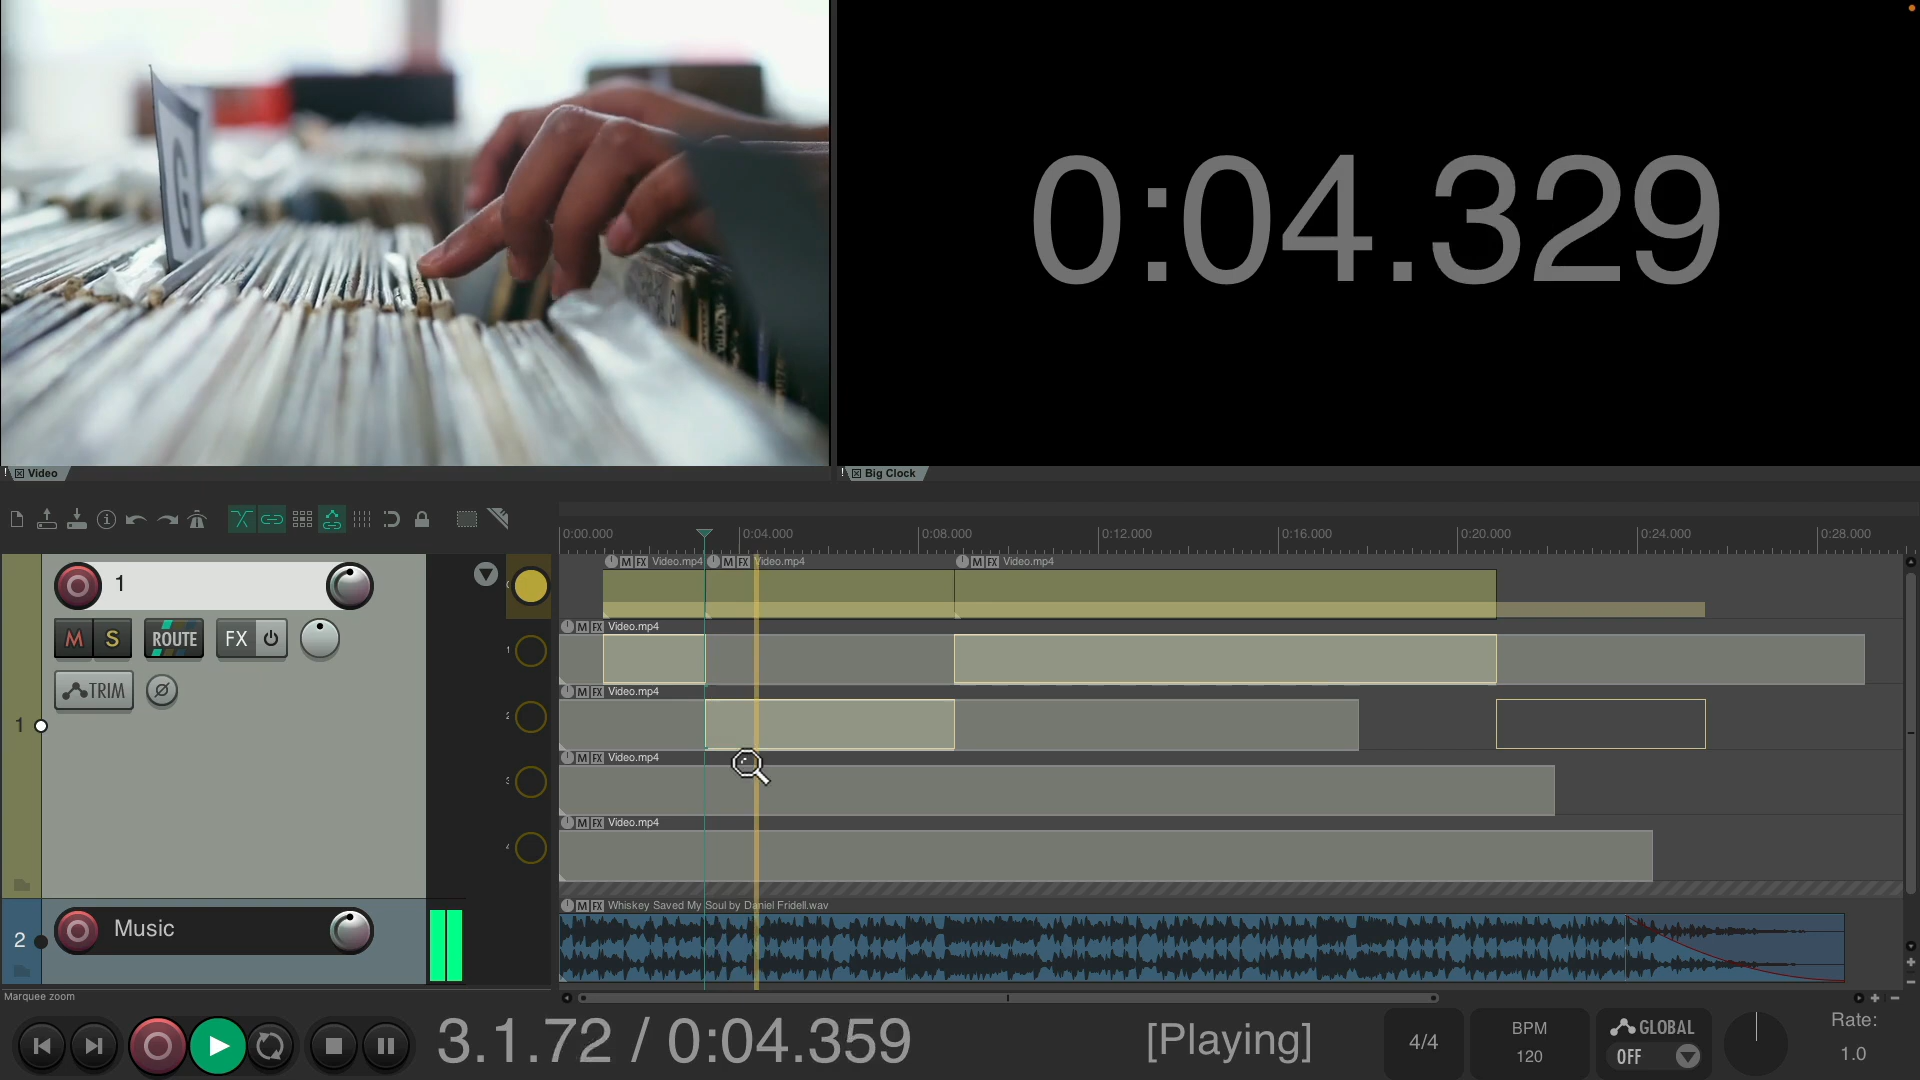 G
0:04.329
Video
Big Clock
0:00.000 0:04.000 0:08.000 0:12.000 0:16.000 0:20.000 0:24.000 0:28.000
M FX Video.mp4 M FX Video.mp4 M FX Video.mp4
1
M FX Video.mp4
M S ROUTE FX
1
M FX Video.mp4
TRIM
2
1
M FX Video.mp4
3
M FX Video.mp4
4
M FX Whiskey Saved My Soul by Daniel Fridell.wav
2 Music
Marquee zoom
3.1.72 / 0:04.359
[Playing]
4/4
BPM
120
GLOBAL
OFF
Rate:
1.0